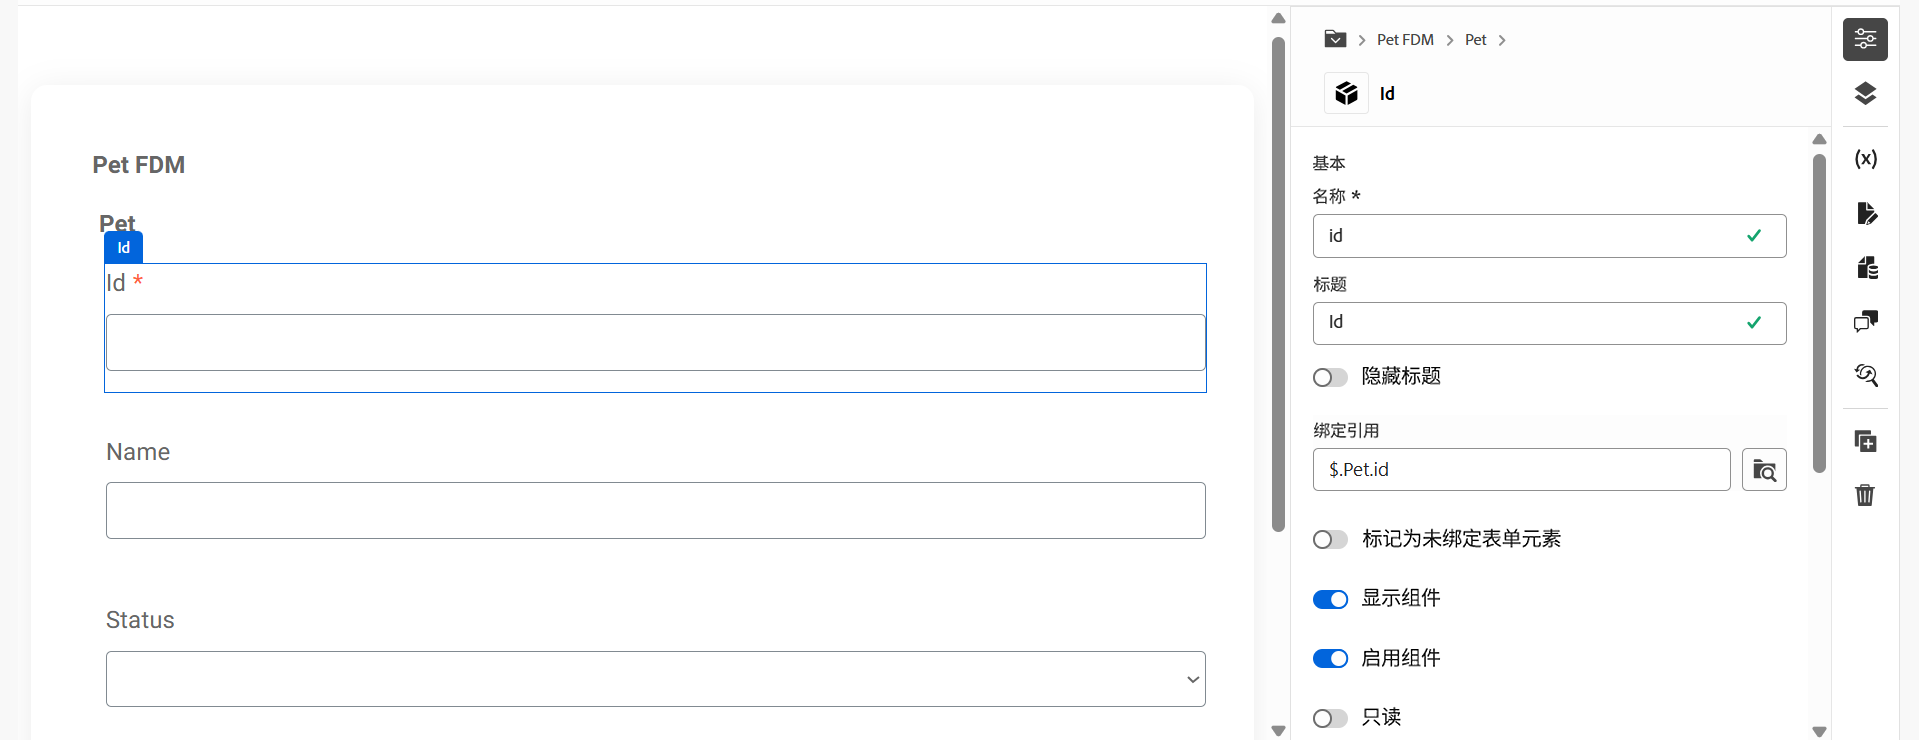 Pet FDM
Pet
Id
Id *
Name
Status
Pet FDM
Pet
Id
基本
名称 *
id
标题
Id
隐藏标题
绑定引用
$.Pet.id
标记为未绑定表单元素
显示组件
启用组件
只读
(x)